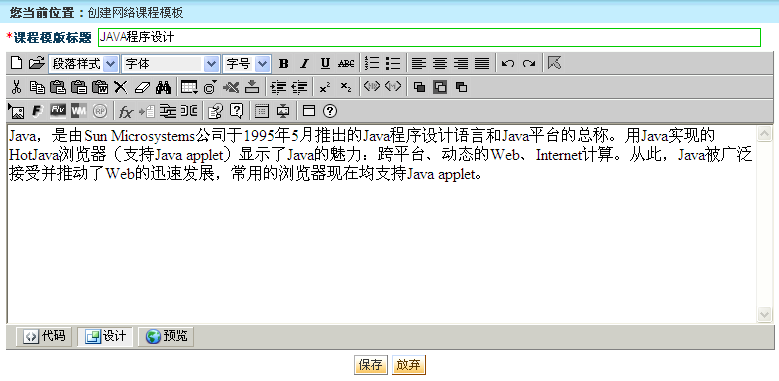 您当前位置：创建网络课程模板
*课程模版标题 JAVA程序设计
段落样式 字体 字号 B I U ABC
Java，是由Sun Microsystems公司于1995年5月推出的Java程序设计语言和Java平台的总称。用Java实现的
HotJava浏览器（支持Java applet）显示了Java的魅力：跨平台、动态的Web、Internet计算。从此，Java被广泛
接受并推动了Web的迅速发展，常用的浏览器现在均支持Java applet。
代码 设计 预览
保存 放弃